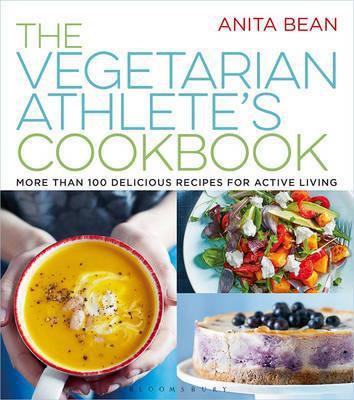 ANITA BEAN
THE
VEGETARIAN
ATHLETE'S
COOKBOOK
MORE THAN 100 DELICIOUS RECIPES FOR ACTIVE LIVING
BLOOMSBURY